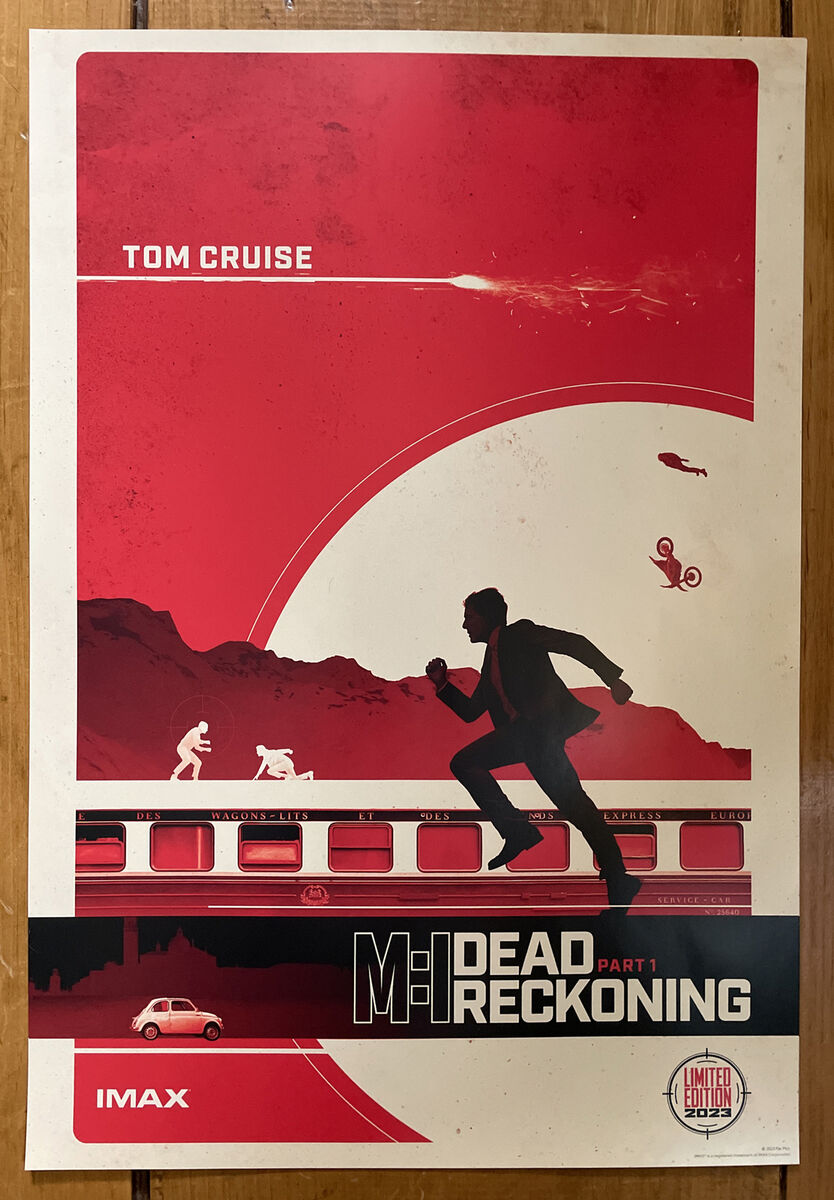 TOM CRUISE
E DES WAGONS-LITS ET DES EXPRESS EUROP
SERVICE - CAR
Nº 25640
M:I DEAD
PART 1
RECKONING
IMAX
LIMITED
EDITION
2023